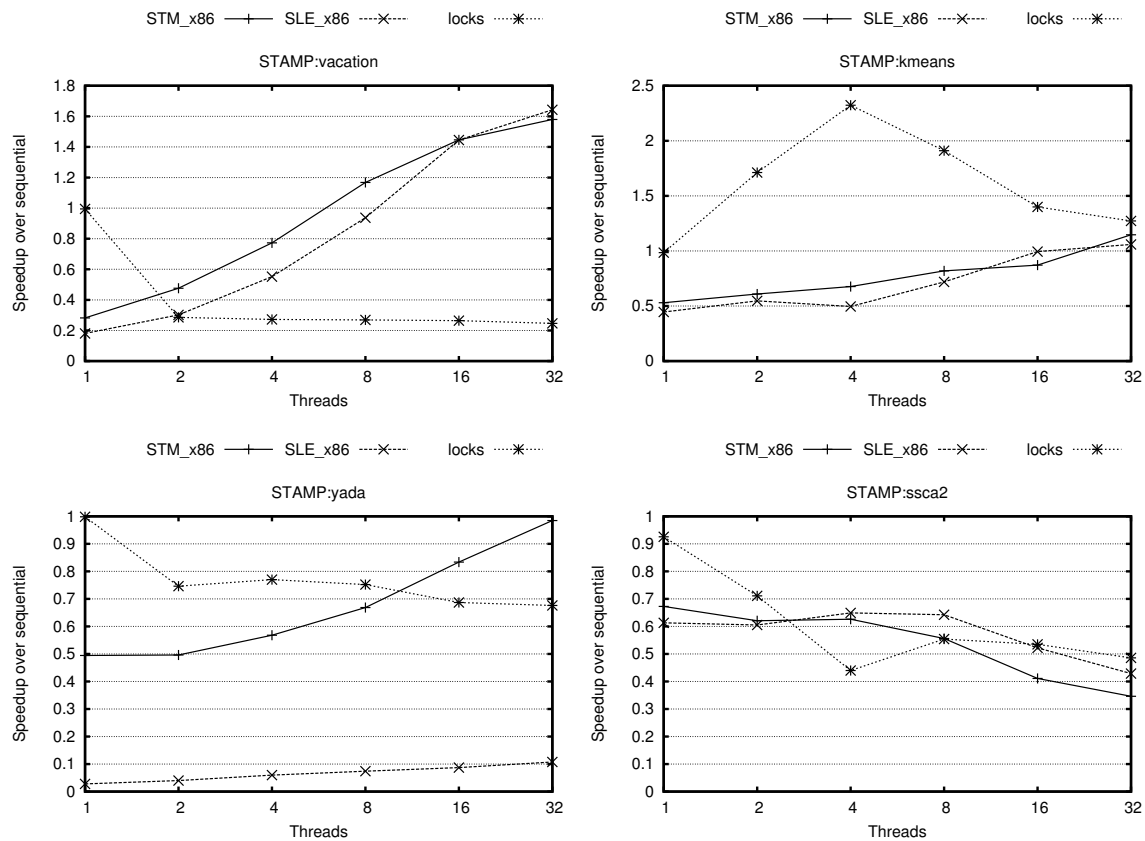 STM_x86 SLE_x86 locks
STAMP:vacation
Speedup over sequential
1.8
1.6
1.4
1.2
1
0.8
0.6
0.4
0.2
0
1 2 4 8 16 32
Threads
STM_x86 SLE_x86 locks
STAMP:kmeans
Speedup over sequential
2.5
2
1.5
1
0.5
0
1 2 4 8 16 32
Threads
STM_x86 SLE_x86 locks
STAMP:yada
Speedup over sequential
1
0.9
0.8
0.7
0.6
0.5
0.4
0.3
0.2
0.1
0
1 2 4 8 16 32
Threads
STM_x86 SLE_x86 locks
STAMP:ssca2
Speedup over sequential
1
0.9
0.8
0.7
0.6
0.5
0.4
0.3
0.2
0.1
0
1 2 4 8 16 32
Threads